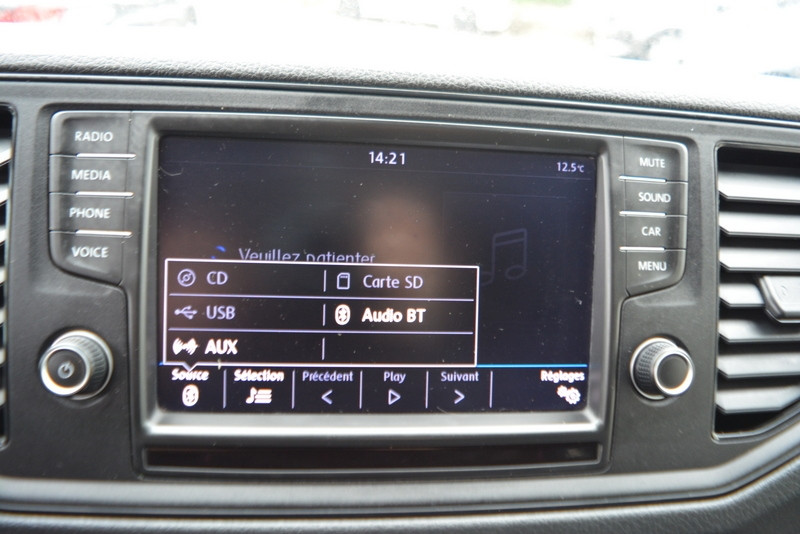 RADIO
MEDIA
PHONE
VOICE
14:21
12.5°C
Veuillez patienter
CD
Carte SD
USB
Audio BT
AUX
Source
Sélection
Précédent
Play
Suivant
Réglages
MUTE
SOUND
CAR
MENU